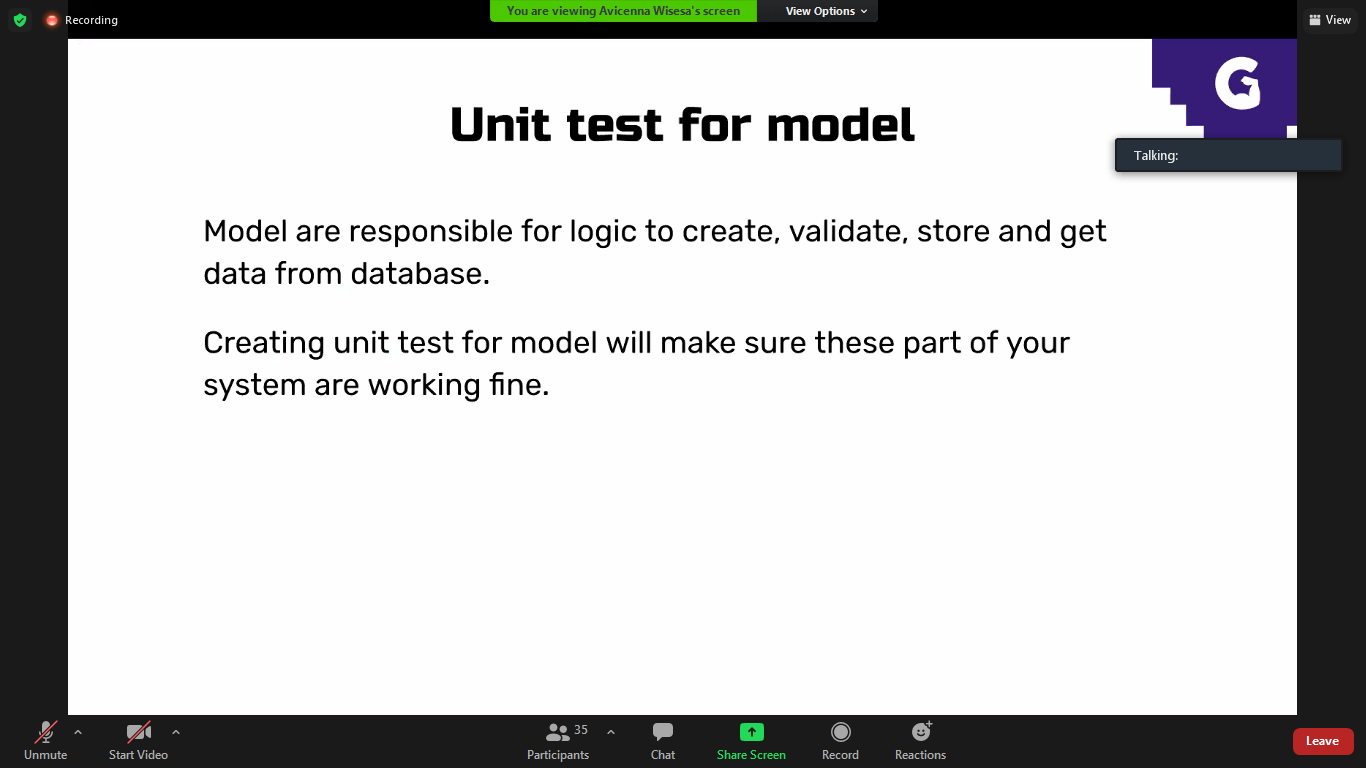 Recording
You are viewing Avicenna Wisesa's screen
View Options
View
G
Unit test for model
Talking:
Model are responsible for logic to create, validate, store and get
data from database.
Creating unit test for model will make sure these part of your
system are working fine.
Unmute
Start Video
Participants
35
Chat
Share Screen
Record
Reactions
Leave